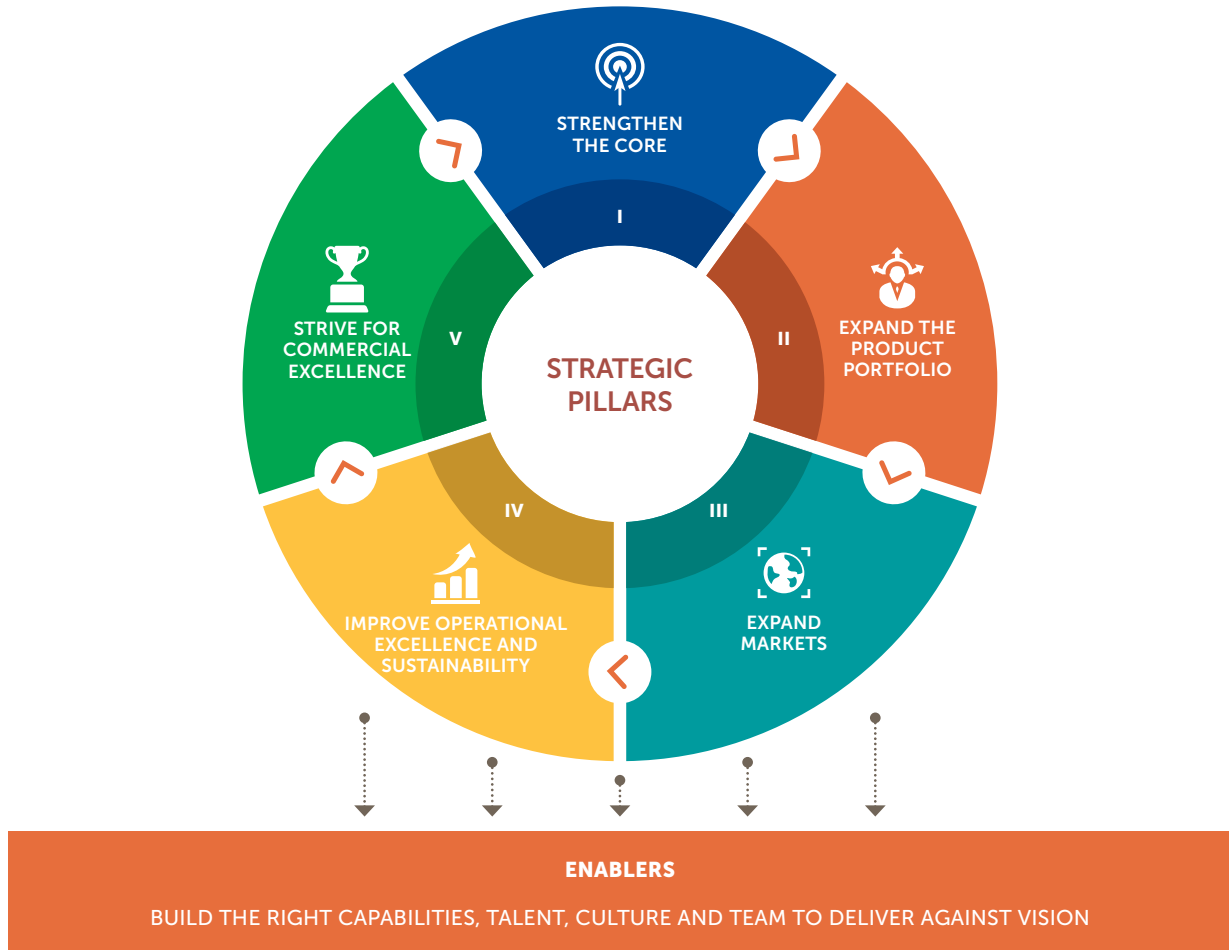 STRENGTHEN
THE CORE
I
EXPAND THE
PRODUCT
PORTFOLIO
II
EXPAND
MARKETS
III
IMPROVE OPERATIONAL
EXCELLENCE AND
SUSTAINABILITY
IV
STRIVE FOR
COMMERCIAL
EXCELLENCE
V
STRATEGIC
PILLARS
ENABLERS
BUILD THE RIGHT CAPABILITIES, TALENT, CULTURE AND TEAM TO DELIVER AGAINST VISION